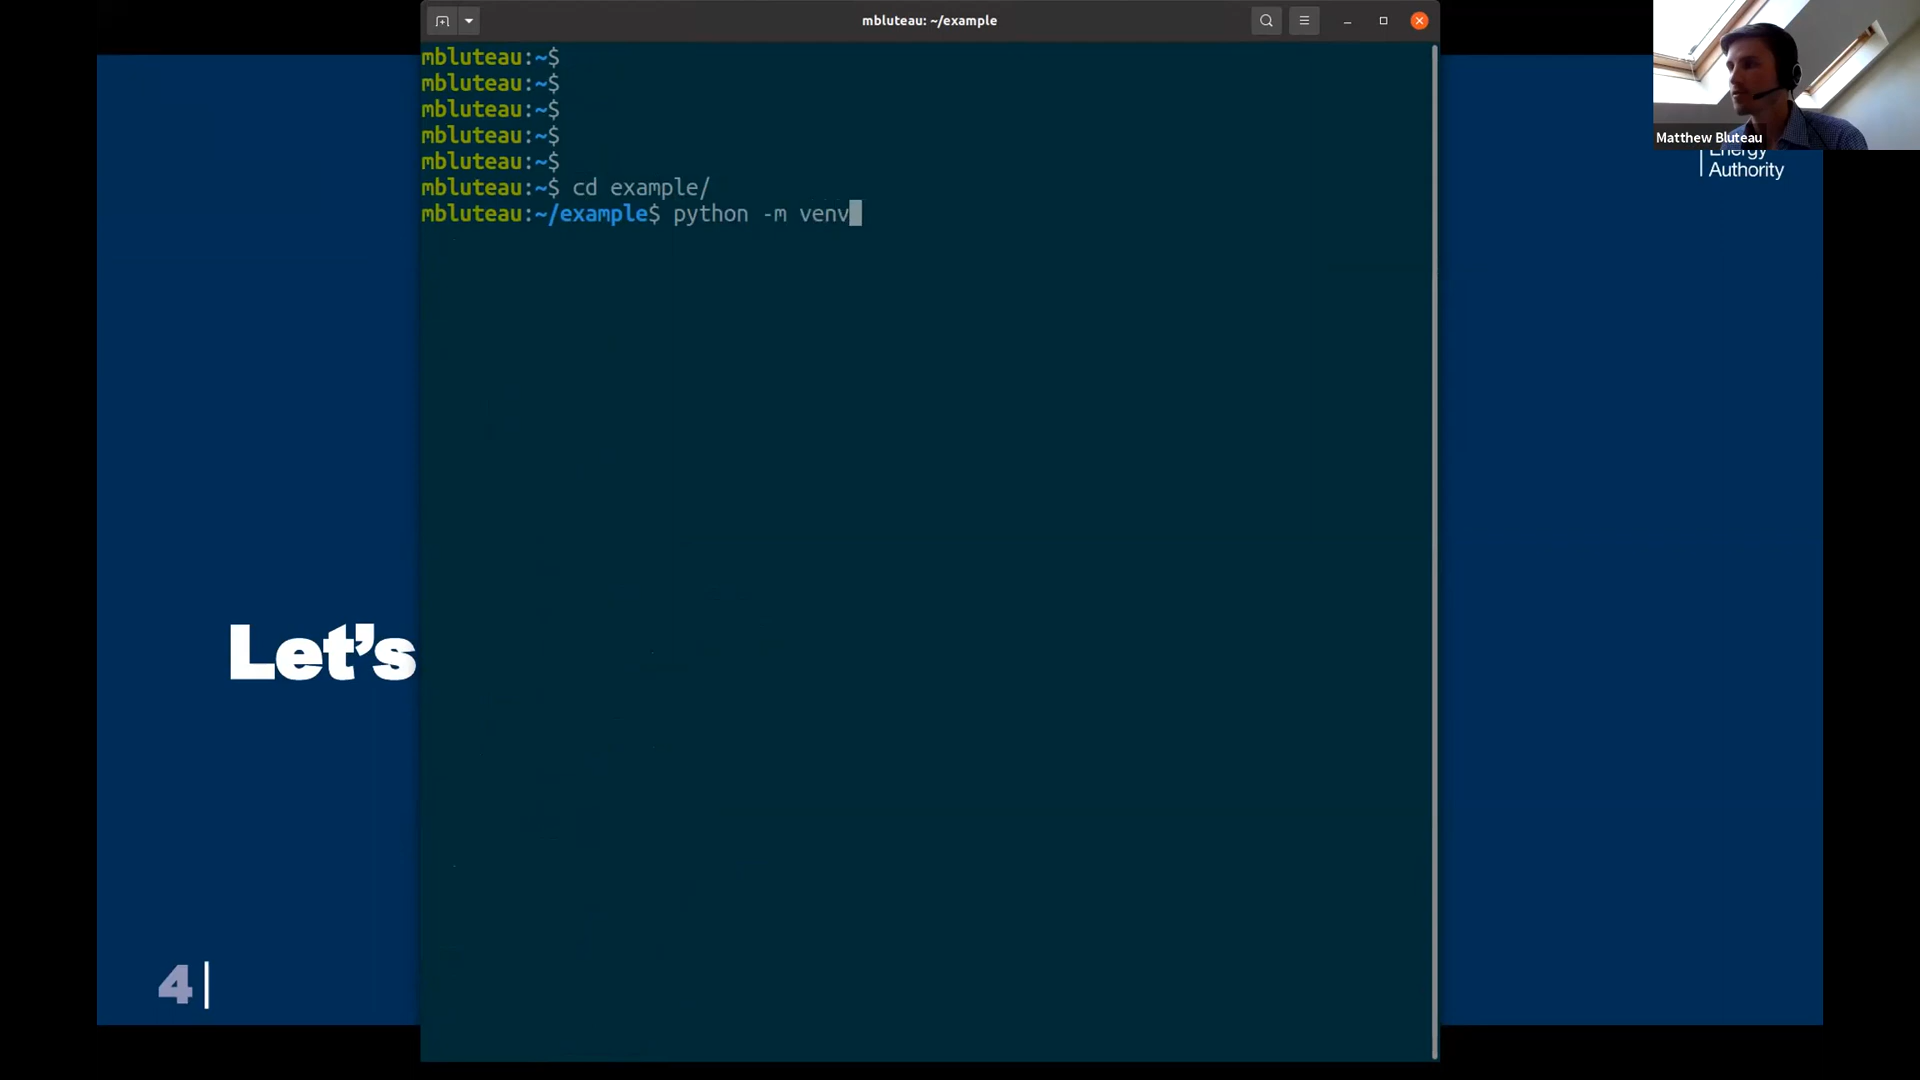 mbluteau: ~/example
mbluteau:~$
mbluteau:~$
mbluteau:~$
mbluteau:~$
mbluteau:~$
mbluteau:~$ cd example/
mbluteau:~/example$ python -m venv
Matthew Bluteau
Energy
Authority
Let's
4